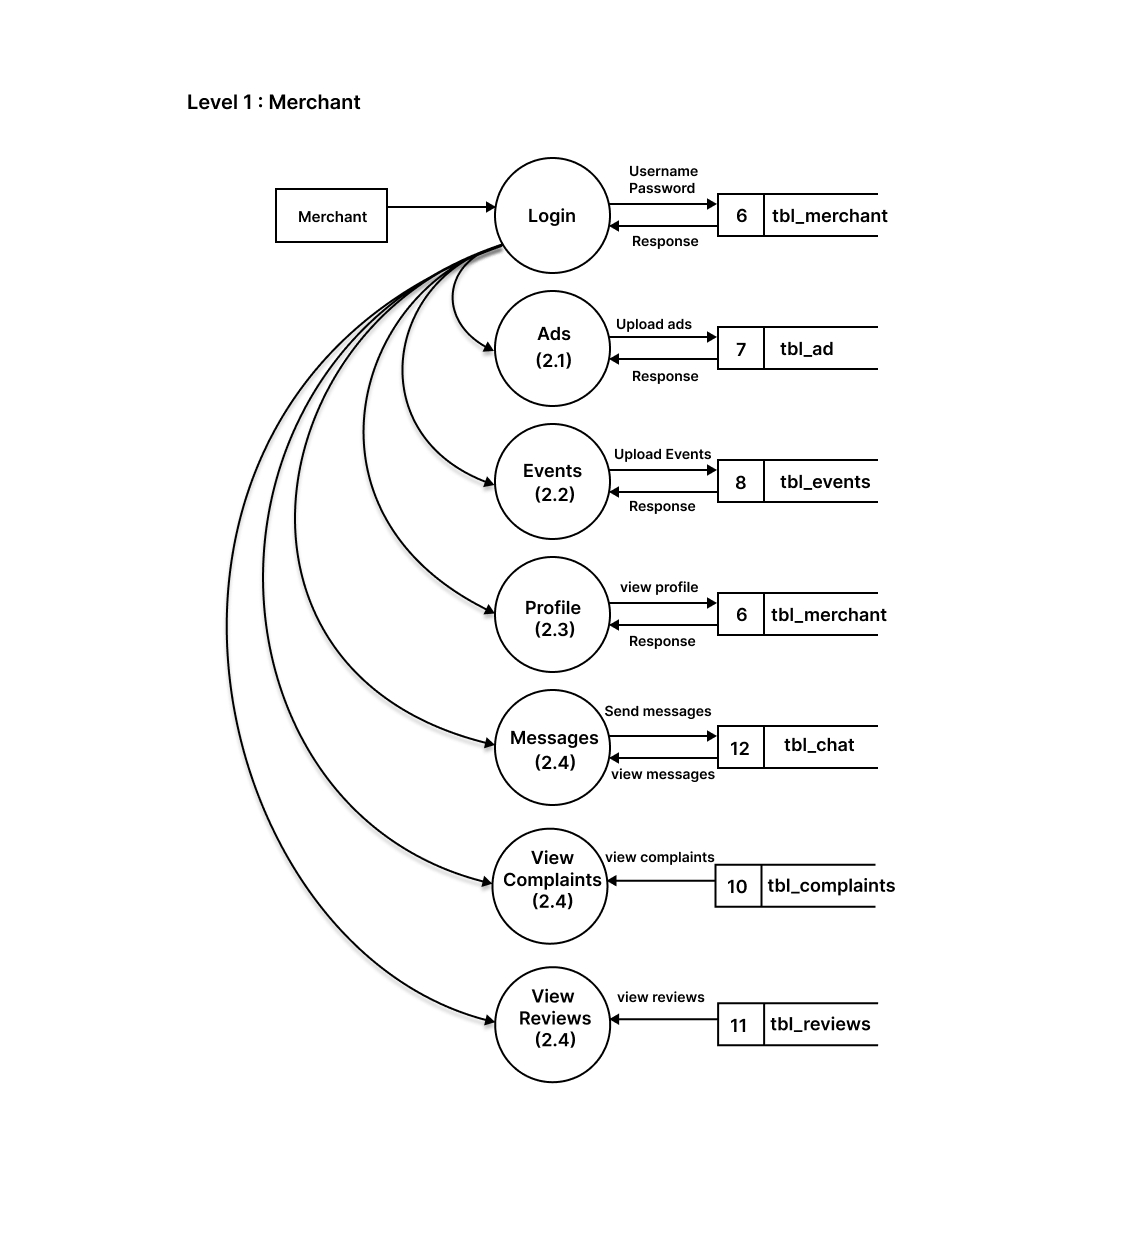 Level 1 : Merchant
Merchant
Login
Username
Password
Response
6
tbl_merchant
Ads
(2.1)
Upload ads
Response
7
tbl_ad
Events
(2.2)
Upload Events
Response
8
tbl_events
Profile
(2.3)
view profile
Response
6
tbl_merchant
Messages
(2.4)
Send messages
view messages
12
tbl_chat
View
Complaints
(2.4)
view complaints
10
tbl_complaints
View
Reviews
(2.4)
view reviews
11
tbl_reviews